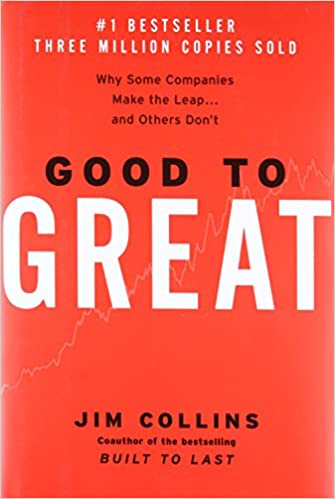 #1 BESTSELLER
THREE MILLION COPIES SOLD
Why Some Companies
Make the Leap...
and Others Don't
GOOD TO
GREAT
JIM COLLINS
Coauthor of the bestselling
BUILT TO LAST